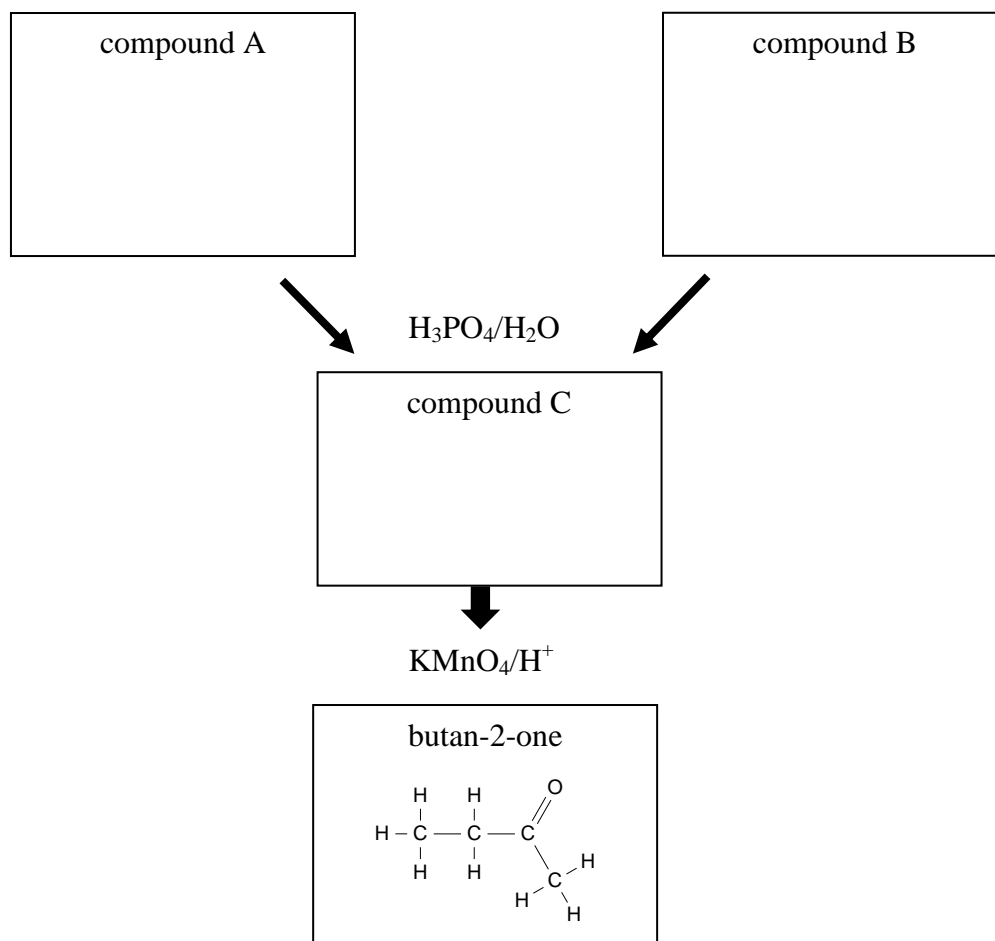 compound A
compound B
H₃PO₄/H₂O
compound C
KMnO₄/H⁺
butan-2-one
H H O
H C C C
H H C H
H H